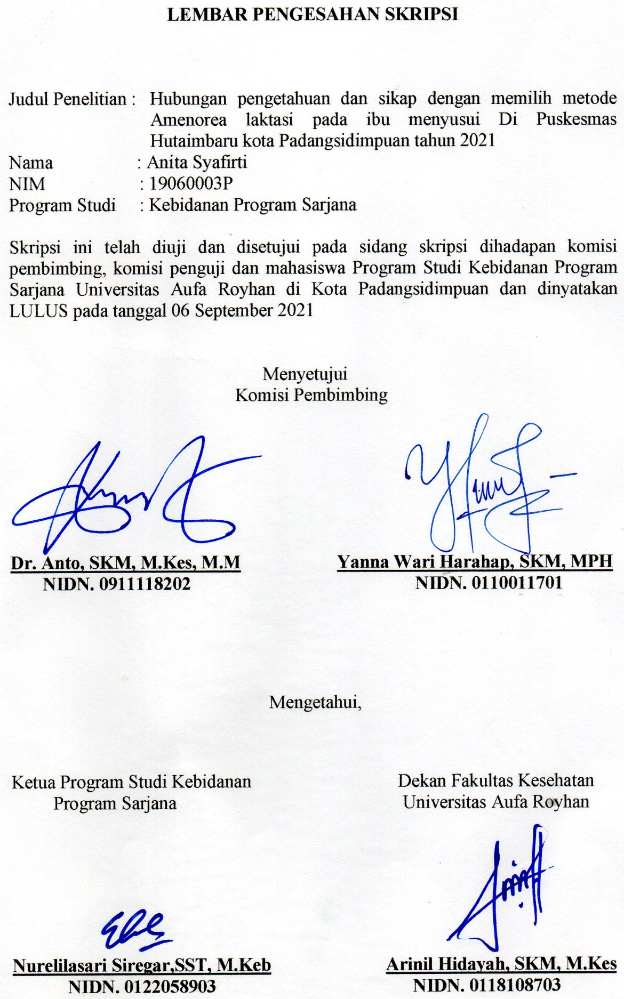 LEMBAR PENGESAHAN SKRIPSI
Judul Penelitian : Hubungan pengetahuan dan sikap dengan memilih metode
Amenorea laktasi pada ibu menyusui Di Puskesmas
Hutaimbaru kota Padangsidimpuan tahun 2021
Nama : Anita Syafirti
NIM : 19060003P
Program Studi : Kebidanan Program Sarjana
Skripsi ini telah diuji dan disetujui pada sidang skripsi dihadapan komisi
pembimbing, komisi penguji dan mahasiswa Program Studi Kebidanan Program
Sarjana Universitas Aufa Royhan di Kota Padangsidimpuan dan dinyatakan
LULUS pada tanggal 06 September 2021
Menyetujui
Komisi Pembimbing
Dr. Anto, SKM, M.Kes, M.M
NIDN. 0911118202
Yanna Wari Harahap, SKM, MPH
NIDN. 0110011701
Mengetahui,
Ketua Program Studi Kebidanan
Program Sarjana
Dekan Fakultas Kesehatan
Universitas Aufa Royhan
Nurelilasari Siregar,SST, M.Keb
NIDN. 0122058903
Arinil Hidayah, SKM, M.Kes
NIDN. 0118108703